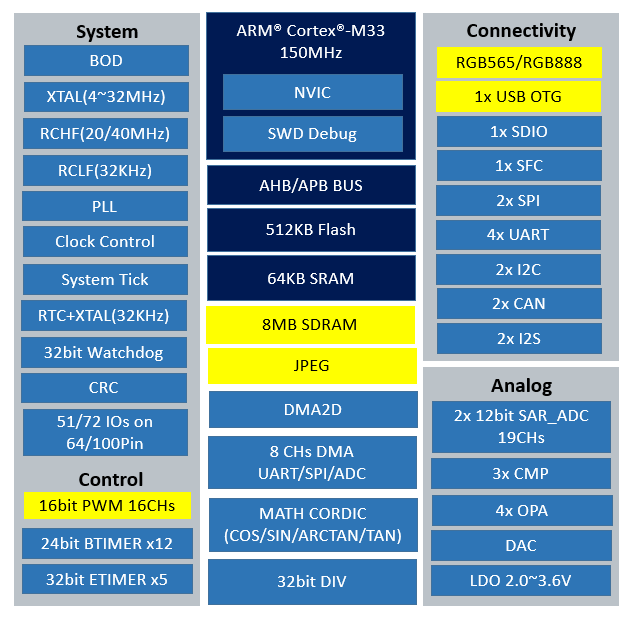 System
BOD
XTAL(4~32MHz)
RCHF(20/40MHz)
RCLF(32KHz)
PLL
Clock Control
System Tick
RTC+XTAL(32KHz)
32bit Watchdog
CRC
51/72 IOs on
64/100Pin
Control
16bit PWM 16CHs
24bit BTIMER x12
32bit ETIMER x5
ARM® Cortex®-M33
150MHz
NVIC
SWD Debug
AHB/APB BUS
512KB Flash
64KB SRAM
8MB SDRAM
JPEG
DMA2D
8 CHs DMA
UART/SPI/ADC
MATH CORDIC
(COS/SIN/ARCTAN/TAN)
32bit DIV
Connectivity
RGB565/RGB888
1x USB OTG
1x SDIO
1x SFC
2x SPI
4x UART
2x I2C
2x CAN
2x I2S
Analog
2x 12bit SAR_ADC
19CHs
3x CMP
4x OPA
DAC
LDO 2.0~3.6V